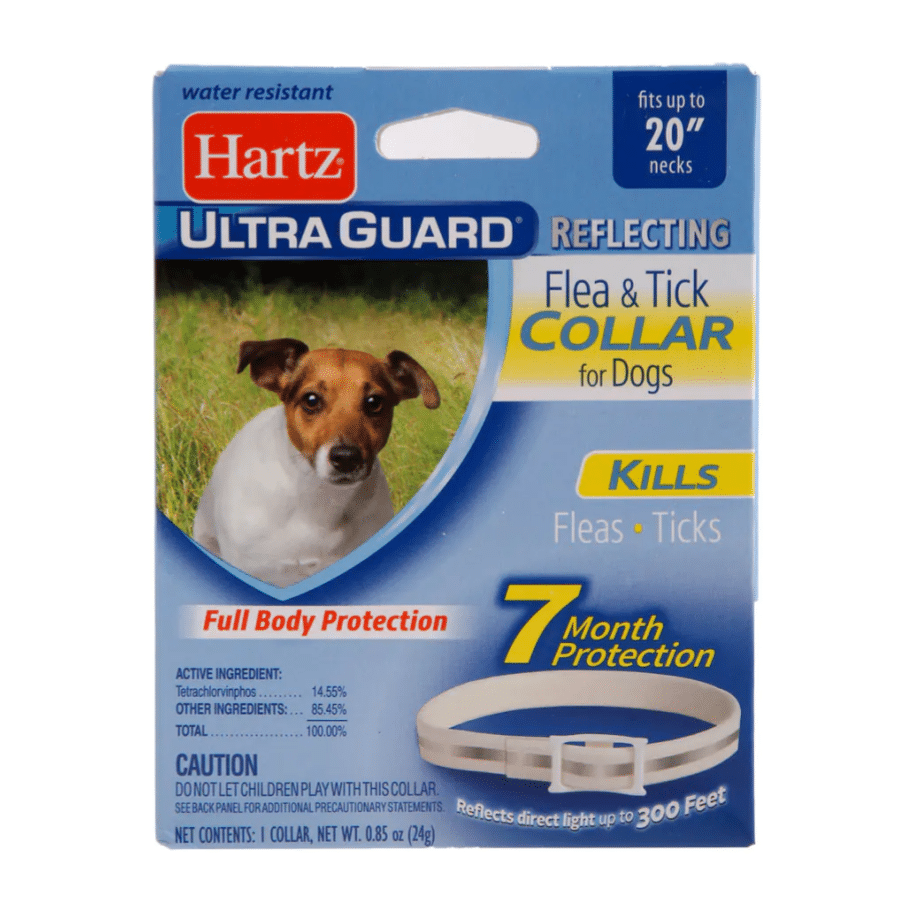 water resistant
Hartz®
fits up to
20"
necks
ULTRA GUARD®
REFLECTING
Flea & Tick
COLLAR
for Dogs
KILLS
Fleas • Ticks
Full Body Protection
7 Month
Protection
ACTIVE INGREDIENT:
Tetrachlorvinphos ......... 14.55%
OTHER INGREDIENTS: ... 85.45%
TOTAL ................... 100.00%
CAUTION
DO NOT LET CHILDREN PLAY WITH THIS COLLAR.
SEE BACK PANEL FOR ADDITIONAL PRECAUTIONARY STATEMENTS.
Reflects direct light up to 300 Feet
NET CONTENTS: 1 COLLAR, NET WT. 0.85 oz (24g)